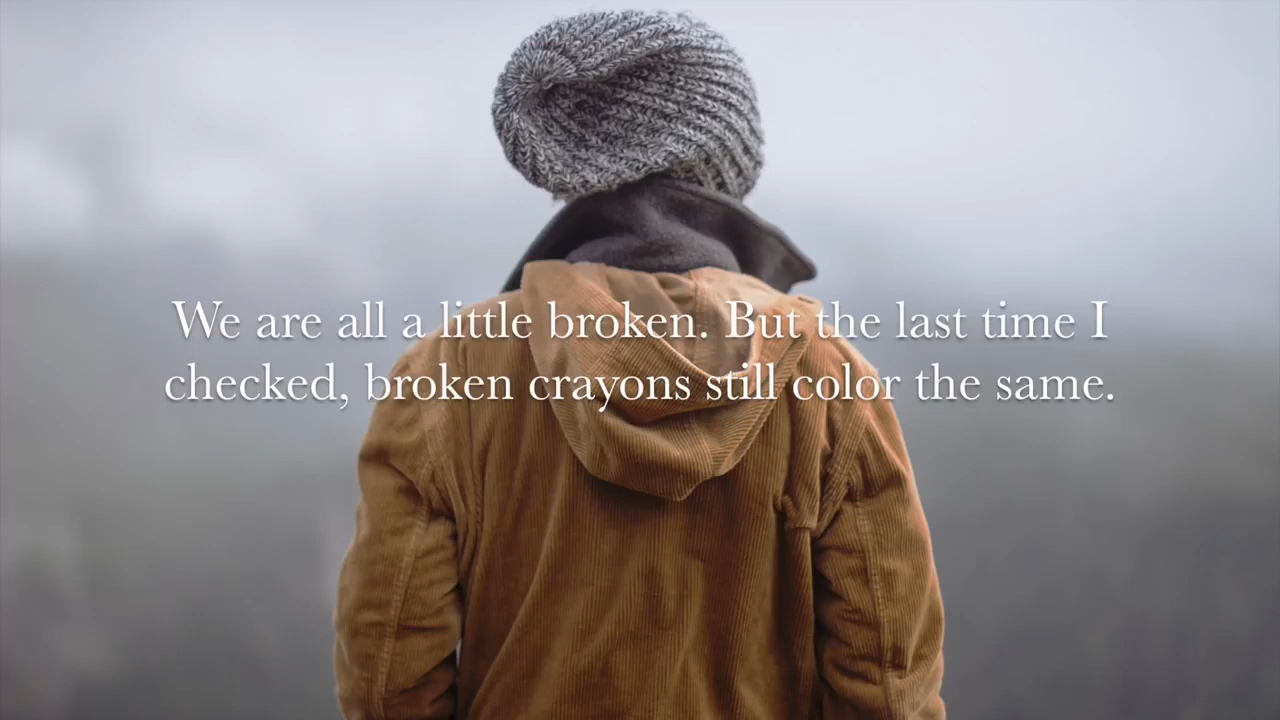 We are all a little broken. But the last time I
checked, broken crayons still color the same.